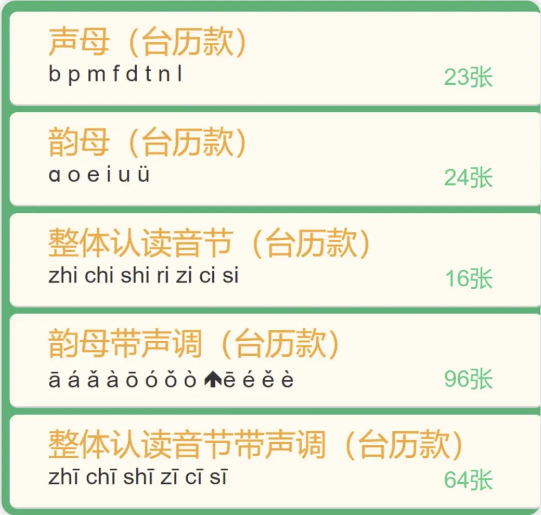 声母（台历款）
b p m f d t n l
23张
韵母（台历款）
ɑ o e i u ü
24张
整体认读音节（台历款）
zhi chi shi ri zi ci si
16张
韵母带声调（台历款）
ā á ǎ à ō ó ǒ ò ē é ě è
96张
整体认读音节带声调（台历款）
zhī chī shī zī cī sī
64张